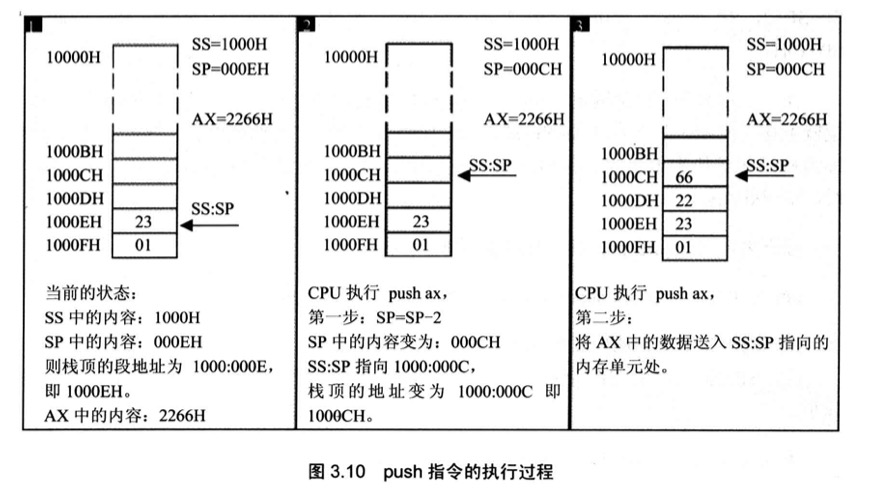 1
10000H
SS=1000H
SP=000EH
AX=2266H
1000BH
1000CH
1000DH
1000EH 23
1000FH 01
SS:SP
当前的状态：
SS 中的内容：1000H
SP 中的内容：000EH
则栈顶的段地址为 1000:000E，
即 1000EH。
AX 中的内容：2266H
2
10000H
SS=1000H
SP=000CH
AX=2266H
1000BH
1000CH
1000DH
1000EH 23
1000FH 01
SS:SP
CPU 执行 push ax，
第一步：SP=SP-2
SP 中的内容变为：000CH
SS:SP 指向 1000:000C，
栈顶的地址变为 1000:000C 即
1000CH。
3
10000H
SS=1000H
SP=000CH
AX=2266H
1000BH
1000CH 66
1000DH 22
1000EH 23
1000FH 01
SS:SP
CPU 执行 push ax，
第二步：
将 AX 中的数据送入 SS:SP 指向的
内存单元处。
图 3.10 push 指令的执行过程